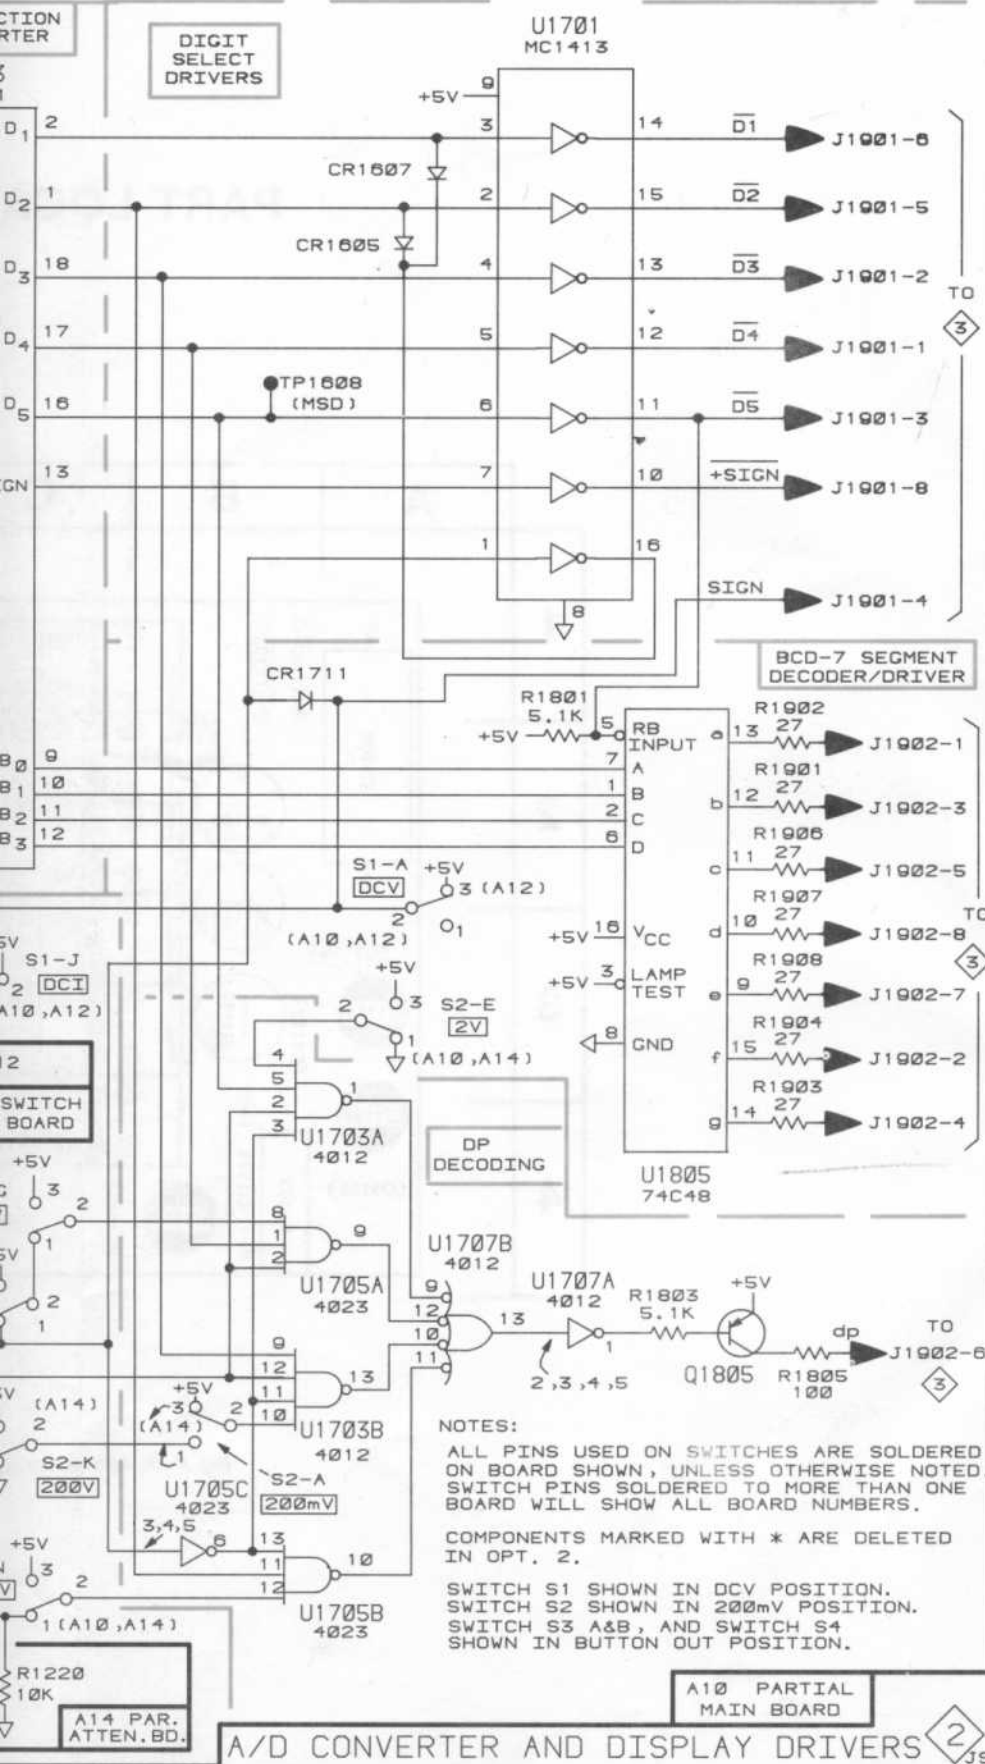 CTION
RTER
DIGIT
SELECT
DRIVERS
U1701
MC1413
+5V 9
D1 2 3 14 D1 J1901-6
CR1607
D2 1 2 15 D2 J1901-5
CR1605
D3 18 4 13 D3 J1901-2
TO
3
D4 17 5 12 D4 J1901-1
TP1608
(MSD)
D5 16 6 11 D5 J1901-3
IGN 13 7 10 +SIGN J1901-8
1 16
SIGN J1901-4
8
BCD-7 SEGMENT
DECODER/DRIVER
CR1711
R1801
5.1K
+5V 5 RB
INPUT
a 13 R1902
27
J1902-1
B0 9 7 A
B1 10 1 B
B2 11 2 C
B3 12 6 D
b 12 R1901
27
J1902-3
c 11 R1906
27
J1902-5
S1-A +5V
DCV 3 (A12)
2
(A10,A12) 1
+5V 16 VCC
d 10 R1907
27
J1902-8
TO
3
5V
S1-J
2 DCI
A10,A12)
+5V 3 LAMP
TEST
e 9 R1908
27
J1902-7
+5V
2 3 S2-E
2V
1
(A10,A14)
8 GND
f 15 R1904
27
J1902-2
g 14 R1903
27
J1902-4
U1805
74C48
12
SWITCH
BOARD
4
5 1
2
3
U1703A
4012
DP
DECODING
+5V
3
2
1
8
1 9
2
U1705A
4023
5V
2
1
U1707B
4012
9
12 13
10
11
U1707A
4012
1
2,3,4,5
R1803
5.1K
+5V
Q1805
dp
R1805
100
TO
J1902-6
3
9
12 13
11
10
U1703B
4012
(A14)
2
S2-K
200V
+5V
3 2
(A14)
1
S2-A
200mV
U1705C
4023
3,4,5
6 13
11 10
12
U1705B
4023
+5V
3 2
1 (A10,A14)
R1220
10K
A14 PAR.
ATTEN.BD.
NOTES:
ALL PINS USED ON SWITCHES ARE SOLDERED
ON BOARD SHOWN, UNLESS OTHERWISE NOTED.
SWITCH PINS SOLDERED TO MORE THAN ONE
BOARD WILL SHOW ALL BOARD NUMBERS.
COMPONENTS MARKED WITH * ARE DELETED
IN OPT. 2.
SWITCH S1 SHOWN IN DCV POSITION.
SWITCH S2 SHOWN IN 200mV POSITION.
SWITCH S3 A&B, AND SWITCH S4
SHOWN IN BUTTON OUT POSITION.
A10 PARTIAL
MAIN BOARD
A/D CONVERTER AND DISPLAY DRIVERS 2